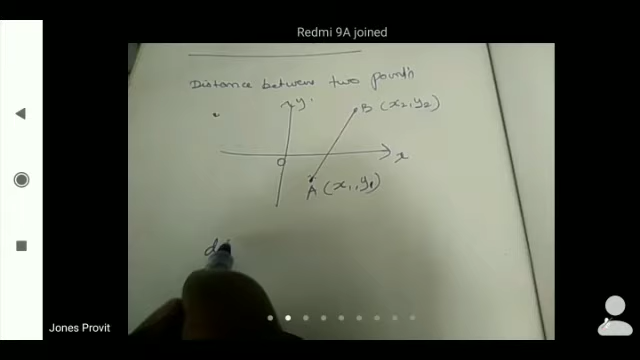 Redmi 9A joined
Distance between two points
y
B (x₂, y₂)
O
x
A (x₁, y₁)
d
Jones Provit